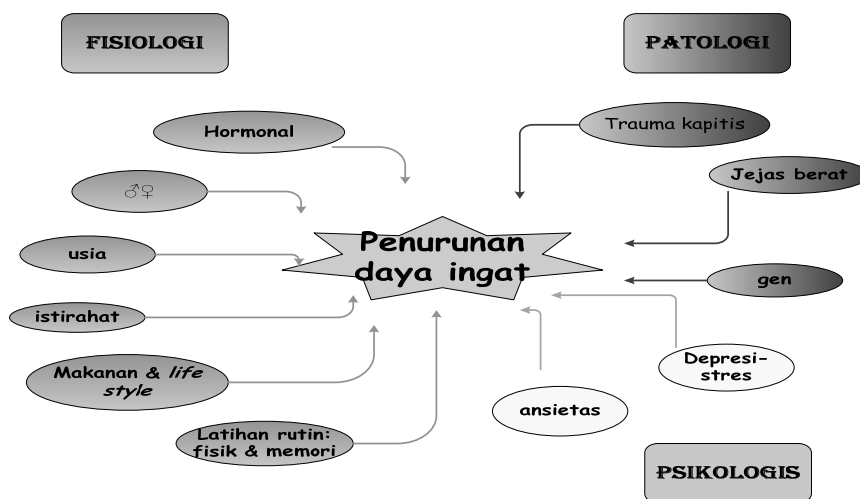 FISIOLOGI
PATOLOGI
Hormonal
Trauma kapitis
♂♀
Jejas berat
usia
Penurunan
daya ingat
gen
istirahat
Makanan & life
style
Depresi-
stres
ansietas
Latihan rutin:
fisik & memori
PSIKOLOGIS